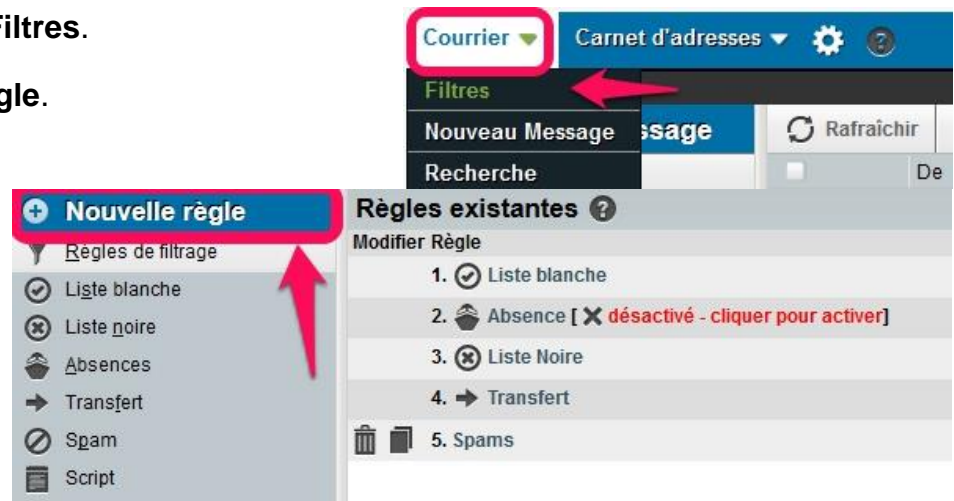 iltres.
gle.
Courrier Carnet d'adresses
Filtres
Nouveau Message ssage Rafraîchir
Recherche De
Nouvelle règle
Règles de filtrage
Liste blanche
Liste noire
Absences
Transfert
Spam
Script
Règles existantes
Modifier Règle
1. Liste blanche
2. Absence [ désactivé - cliquer pour activer]
3. Liste Noire
4. Transfert
5. Spams